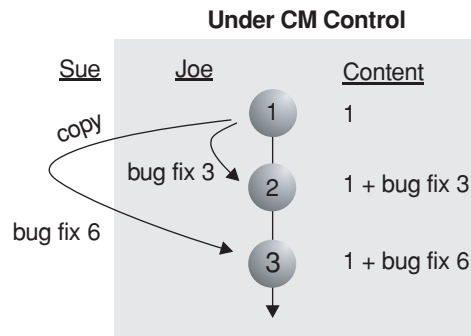 Under CM Control
Sue Joe Content
copy
1 1
bug fix 3
2 1 + bug fix 3
bug fix 6
3 1 + bug fix 6